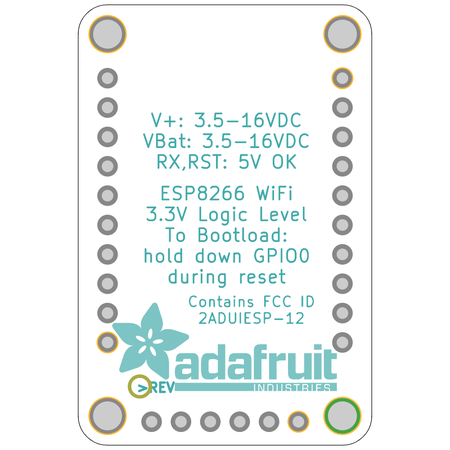 V+: 3.5-16VDC
VBat: 3.5-16VDC
RX,RST: 5V OK
ESP8266 WiFi
3.3V Logic Level
To Bootload:
hold down GPIO0
during reset
Contains FCC ID
2ADUIESP-12
adafruit
INDUSTRIES
>REV